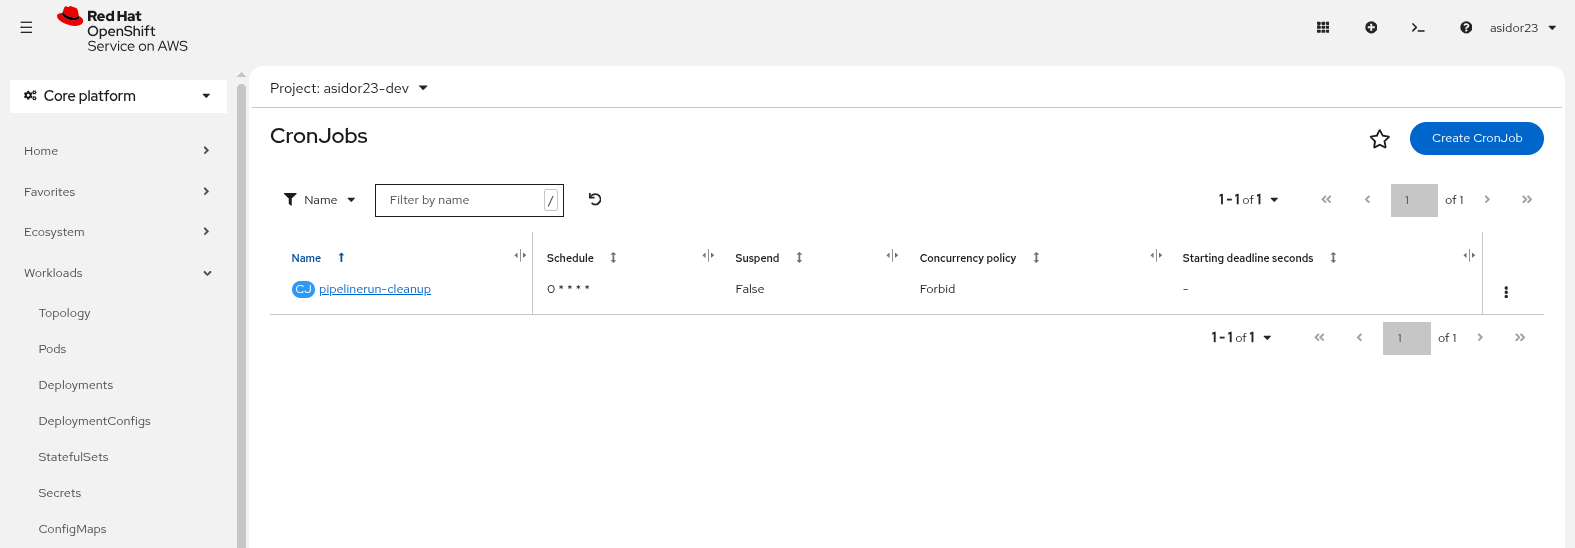 Red Hat
OpenShift
Service on AWS
asidor23
Core platform
Project: asidor23-dev
Home
Favorites
Ecosystem
Workloads
Topology
Pods
Deployments
DeploymentConfigs
StatefulSets
Secrets
ConfigMaps
CronJobs
Create CronJob
Name
Filter by name /
1 - 1 of 1
1 of 1
Name Schedule Suspend Concurrency policy Starting deadline seconds
CJ pipelinerun-cleanup 0 * * * * False Forbid -
1 - 1 of 1
1 of 1